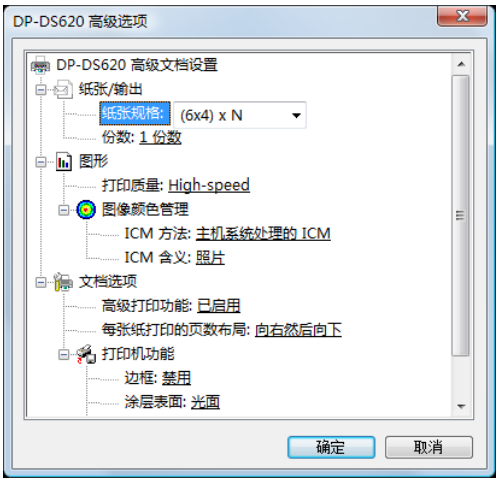 DP-DS620 高级选项
DP-DS620 高级文档设置
纸张/输出
纸张规格: (6x4) x N
份数: 1 份数
图形
打印质量: High-speed
图像颜色管理
ICM 方法: 主机系统处理的 ICM
ICM 含义: 照片
文档选项
高级打印功能: 已启用
每张纸打印的页数布局: 向右然后向下
打印机功能
边框: 禁用
涂层表面: 光面
确定 取消